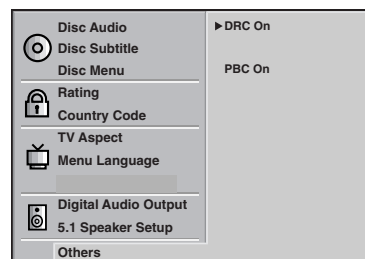 Disc Audio
Disc Subtitle
Disc Menu
Rating
Country Code
TV Aspect
Menu Language
Digital Audio Output
5.1 Speaker Setup
Others
DRC On
PBC On